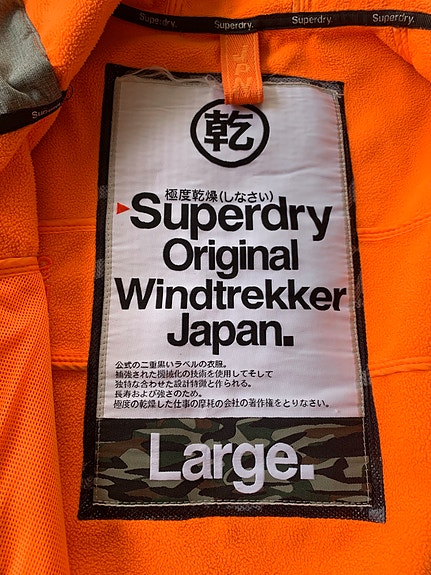 Superdry. Superdry. Superdry.
Superdry.
乾
極度乾燥(しなさい)
Superdry
Original
Windtrekker
Japan.
公式の二重黒いラベルの衣服。
補強された機械化の技術を使用してそして
独特な合わせた設計特徴と作られる。
長寿および強さのため。
極度の乾燥した仕事の摩耗の会社の著作権をとりなさい。
Large.